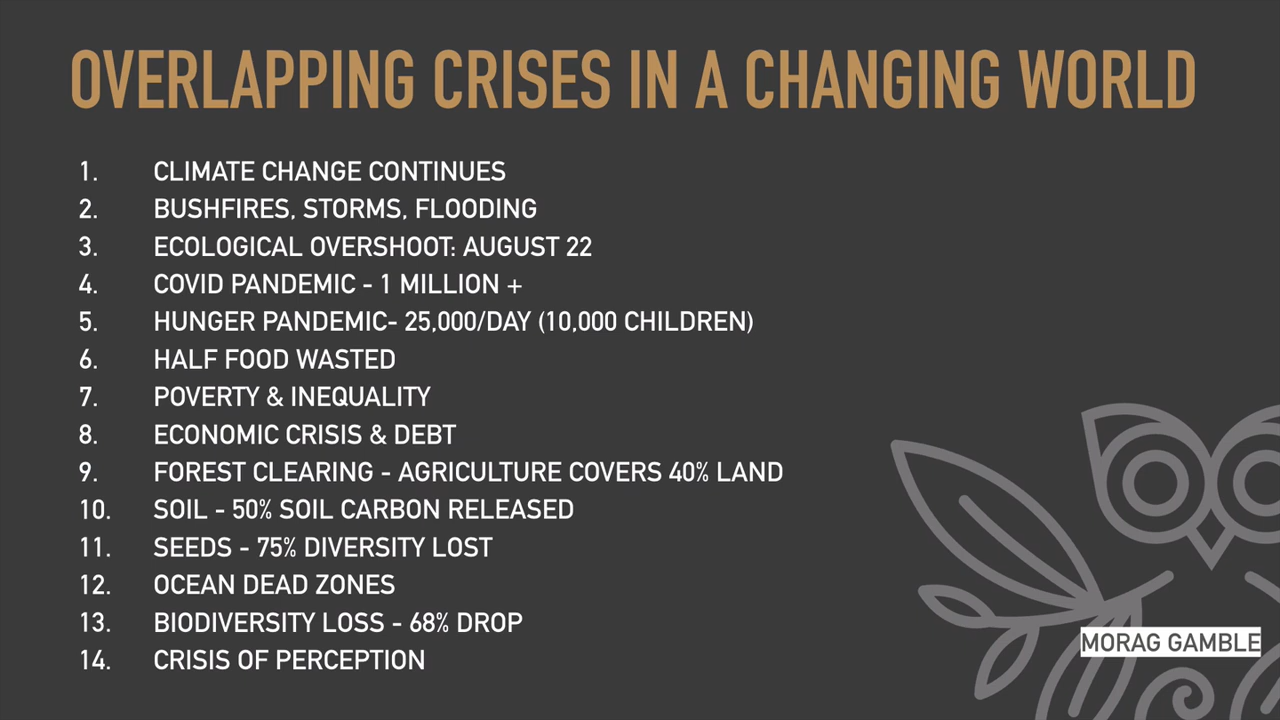 OVERLAPPING CRISES IN A CHANGING WORLD
1. CLIMATE CHANGE CONTINUES
2. BUSHFIRES, STORMS, FLOODING
3. ECOLOGICAL OVERSHOOT: AUGUST 22
4. COVID PANDEMIC - 1 MILLION +
5. HUNGER PANDEMIC- 25,000/DAY (10,000 CHILDREN)
6. HALF FOOD WASTED
7. POVERTY & INEQUALITY
8. ECONOMIC CRISIS & DEBT
9. FOREST CLEARING - AGRICULTURE COVERS 40% LAND
10. SOIL - 50% SOIL CARBON RELEASED
11. SEEDS - 75% DIVERSITY LOST
12. OCEAN DEAD ZONES
13. BIODIVERSITY LOSS - 68% DROP
14. CRISIS OF PERCEPTION
MORAG GAMBLE